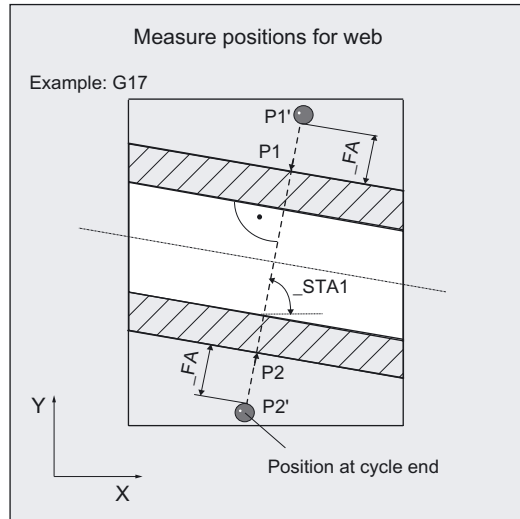 Measure positions for web
Example: G17
P1'
P1
_FA
_STA1
_FA
P2
P2'
Y
X
Position at cycle end